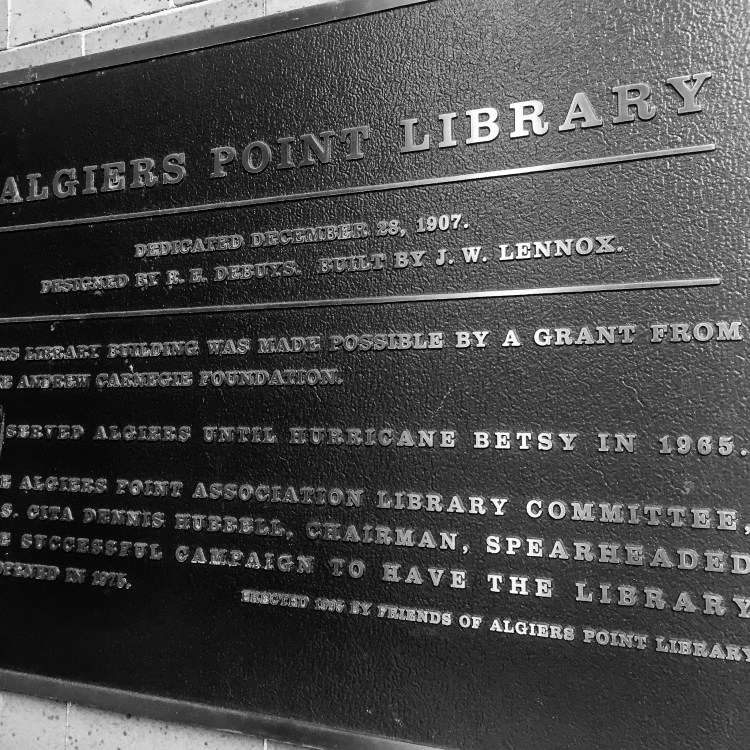 ALGIERS POINT LIBRARY
DEDICATED DECEMBER 28, 1907.
DESIGNED BY R. E. DEBUYS. BUILT BY J. W. LENNOX.
IS LIBRARY BUILDING WAS MADE POSSIBLE BY A GRANT FROM
E ANDREW CARNEGIE FOUNDATION.
SERVED ALGIERS UNTIL HURRICANE BETSY IN 1965.
E ALGIERS POINT ASSOCIATION LIBRARY COMMITTEE,
S. CITA DENNIS HUBBELL, CHAIRMAN, SPEARHEADED
E SUCCESSFUL CAMPAIGN TO HAVE THE LIBRARY
OPENED IN 1975.
ERECTED BY FRIENDS OF ALGIERS POINT LIBRARY